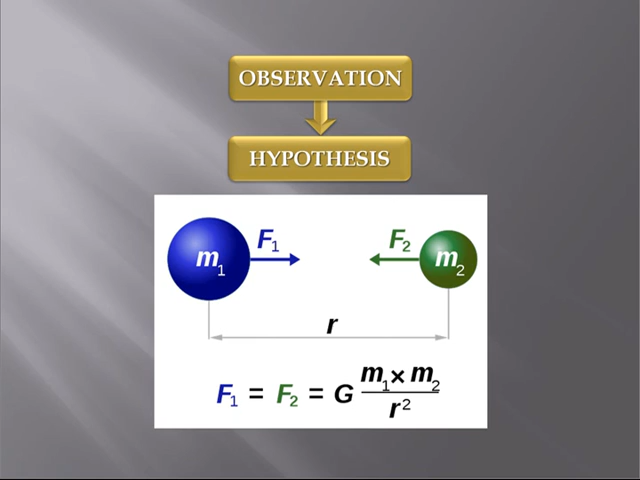 OBSERVATION
HYPOTHESIS
m₁ F₁ F₂ m₂
r
F₁ = F₂ = G m₁ × m₂ / r²